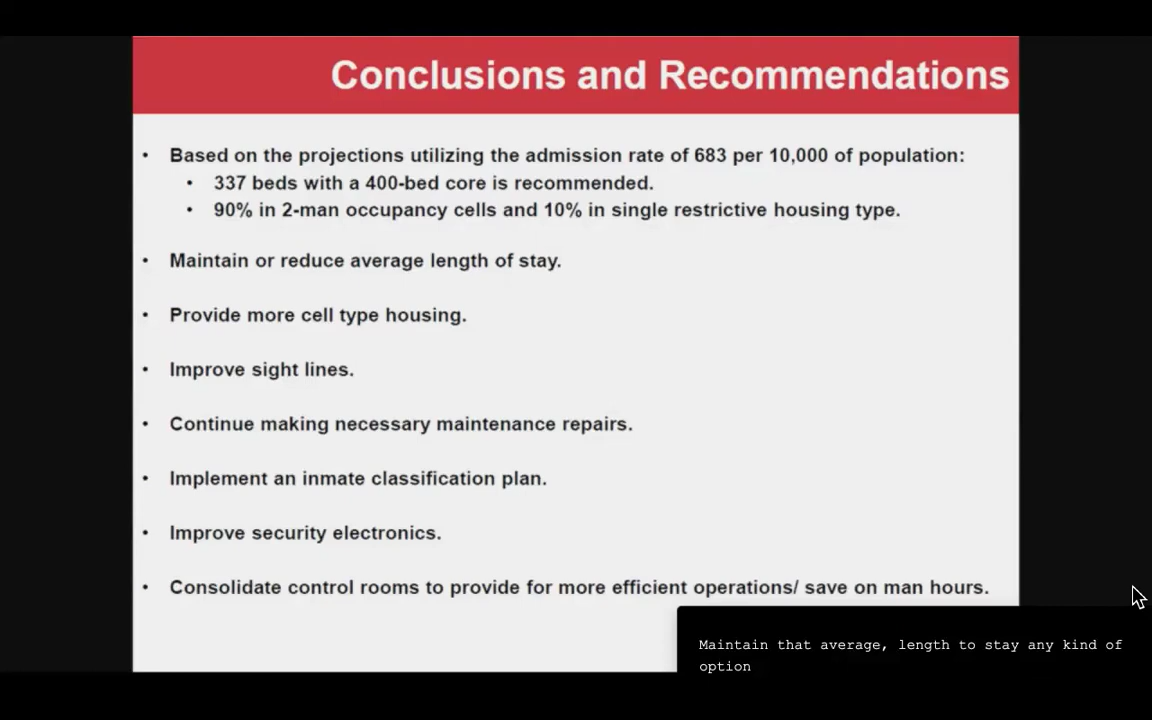 Conclusions and Recommendations
• Based on the projections utilizing the admission rate of 683 per 10,000 of population:
• 337 beds with a 400-bed core is recommended.
• 90% in 2-man occupancy cells and 10% in single restrictive housing type.
• Maintain or reduce average length of stay.
• Provide more cell type housing.
• Improve sight lines.
• Continue making necessary maintenance repairs.
• Implement an inmate classification plan.
• Improve security electronics.
• Consolidate control rooms to provide for more efficient operations/ save on man hours.
Maintain that average, length to stay any kind of
option